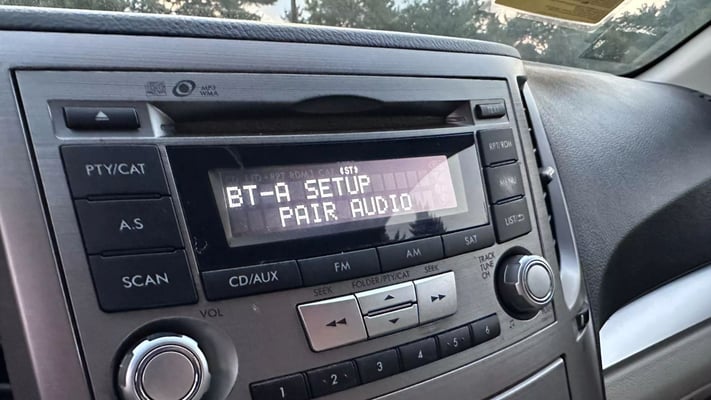 MP3
WMA
PTY/CAT
A.S
SCAN
(ST)
BT-A SETUP
PAIR AUDIO
RPT/RDM
MENU
LIST
CD/AUX
FM
AM
SAT
VOL
SEEK
FOLDER/PTY/CAT
SEEK
TRACK
TUNE
CH
1
2
3
4
5
6